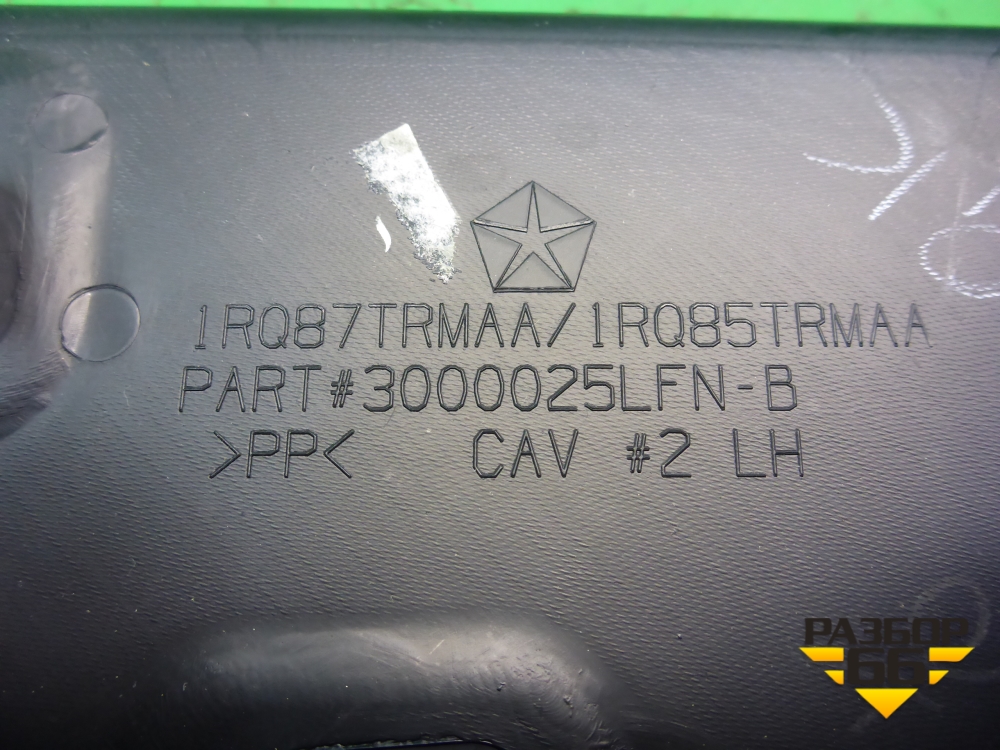 1RQ87TRMAA/1RQ85TRMAA
PART#3000025LFN-B
>PP< CAV #2 LH
РАЗБОР
66